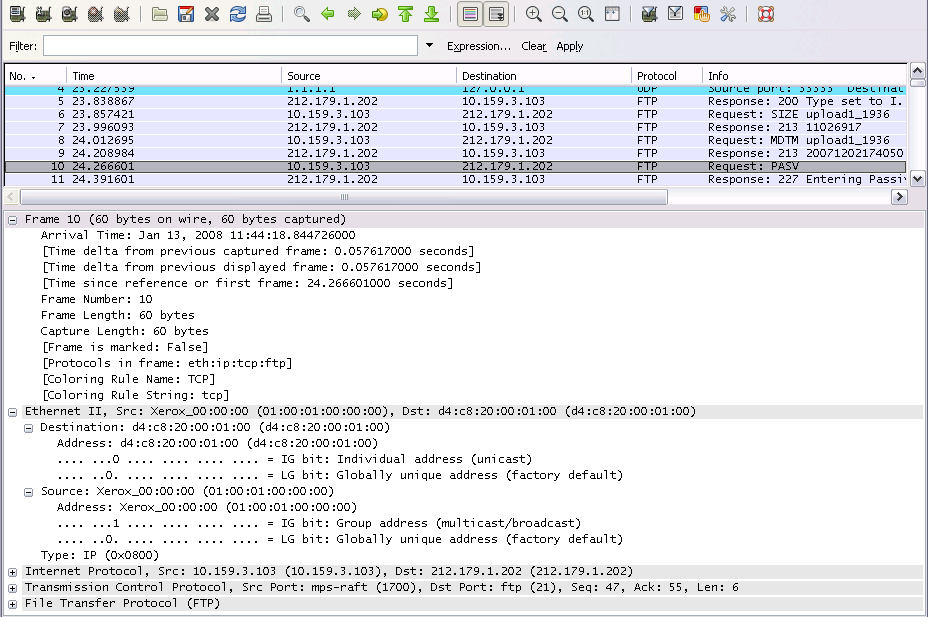 Filter: Expression... Clear Apply
No. Time Source Destination Protocol Info
4 23.227539 1.1.1.1 127.0.0.1 UDP Source port: 33333 Destinat
5 23.838867 212.179.1.202 10.159.3.103 FTP Response: 200 Type set to I.
6 23.857421 10.159.3.103 212.179.1.202 FTP Request: SIZE upload1_1936
7 23.996093 212.179.1.202 10.159.3.103 FTP Response: 213 11026917
8 24.012695 10.159.3.103 212.179.1.202 FTP Request: MDTM upload1_1936
9 24.208984 212.179.1.202 10.159.3.103 FTP Response: 213 20071202174050
10 24.266601 10.159.3.103 212.179.1.202 FTP Request: PASV
11 24.391601 212.179.1.202 10.159.3.103 FTP Response: 227 Entering Passi
Frame 10 (60 bytes on wire, 60 bytes captured)
Arrival Time: Jan 13, 2008 11:44:18.844726000
[Time delta from previous captured frame: 0.057617000 seconds]
[Time delta from previous displayed frame: 0.057617000 seconds]
[Time since reference or first frame: 24.266601000 seconds]
Frame Number: 10
Frame Length: 60 bytes
Capture Length: 60 bytes
[Frame is marked: False]
[Protocols in frame: eth:ip:tcp:ftp]
[Coloring Rule Name: TCP]
[Coloring Rule String: tcp]
Ethernet II, Src: Xerox_00:00:00 (01:00:01:00:00:00), Dst: d4:c8:20:00:01:00 (d4:c8:20:00:01:00)
Destination: d4:c8:20:00:01:00 (d4:c8:20:00:01:00)
Address: d4:c8:20:00:01:00 (d4:c8:20:00:01:00)
.... ...0 .... .... .... .... = IG bit: Individual address (unicast)
.... ..0. .... .... .... .... = LG bit: Globally unique address (factory default)
Source: Xerox_00:00:00 (01:00:01:00:00:00)
Address: Xerox_00:00:00 (01:00:01:00:00:00)
.... ...1 .... .... .... .... = IG bit: Group address (multicast/broadcast)
.... ..0. .... .... .... .... = LG bit: Globally unique address (factory default)
Type: IP (0x0800)
Internet Protocol, Src: 10.159.3.103 (10.159.3.103), Dst: 212.179.1.202 (212.179.1.202)
Transmission Control Protocol, Src Port: mps-raft (1700), Dst Port: ftp (21), Seq: 47, Ack: 55, Len: 6
File Transfer Protocol (FTP)